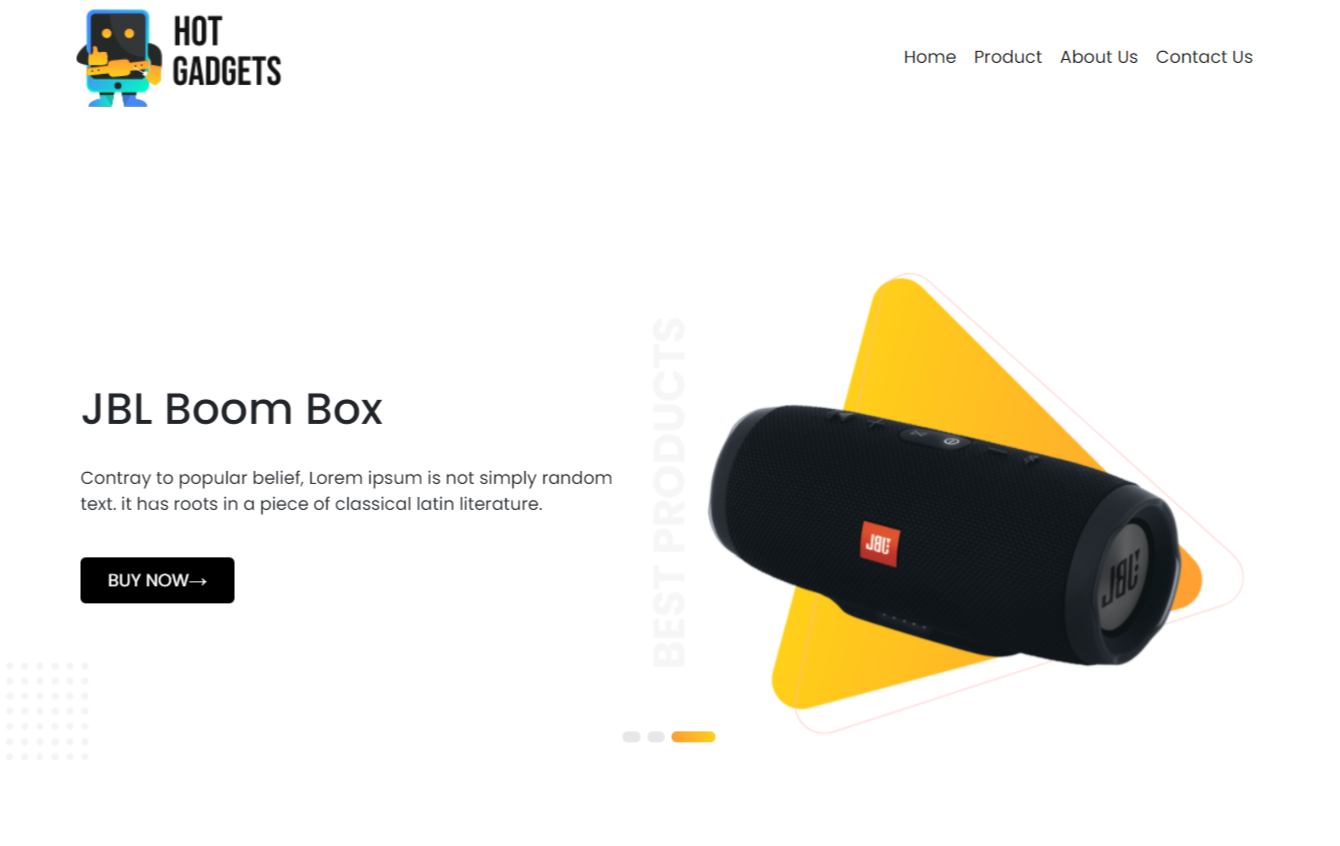 HOT
GADGETS
Home Product About Us Contact Us
BEST PRODUCTS
JBL Boom Box
Contray to popular belief, Lorem ipsum is not simply random
text. it has roots in a piece of classical latin literature.
BUY NOW→
JBL
JBL